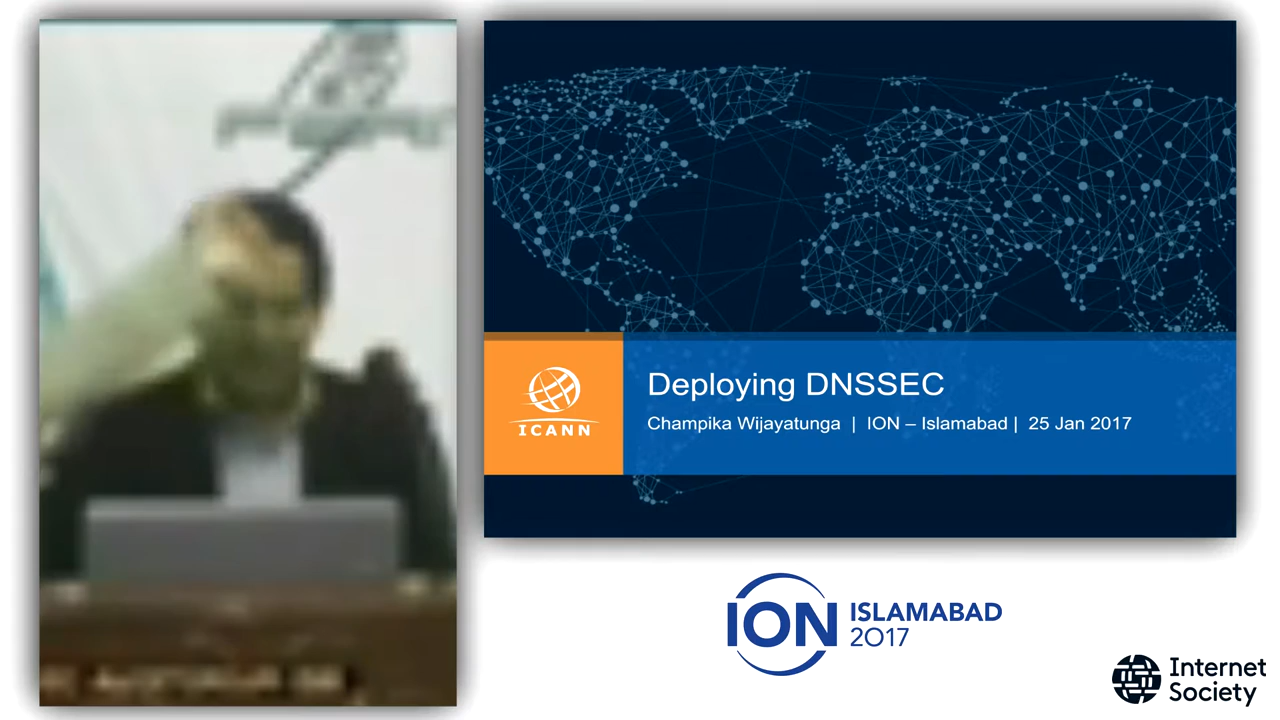 ICANN
Deploying DNSSEC
Champika Wijayatunga | ION – Islamabad | 25 Jan 2017
ION ISLAMABAD
2017
Internet
Society